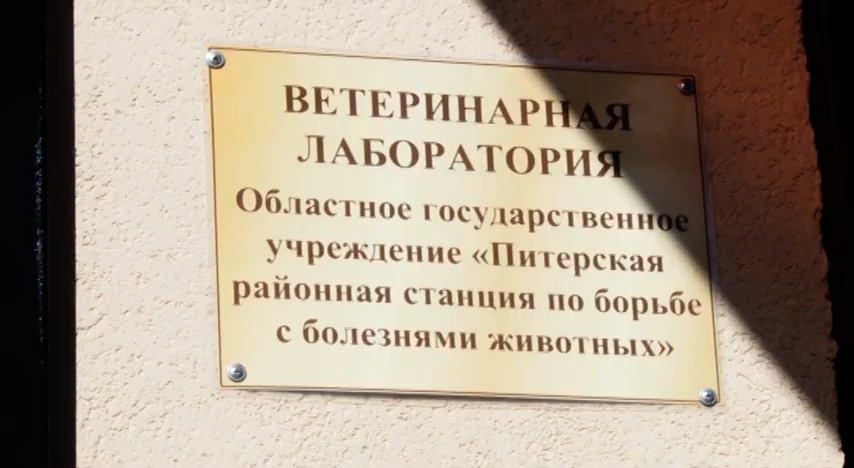 ВЕТЕРИНАРНАЯ
ЛАБОРАТОРИЯ
Областное государственное
учреждение «Питерская
районная станция по борьбе
с болезнями животных»